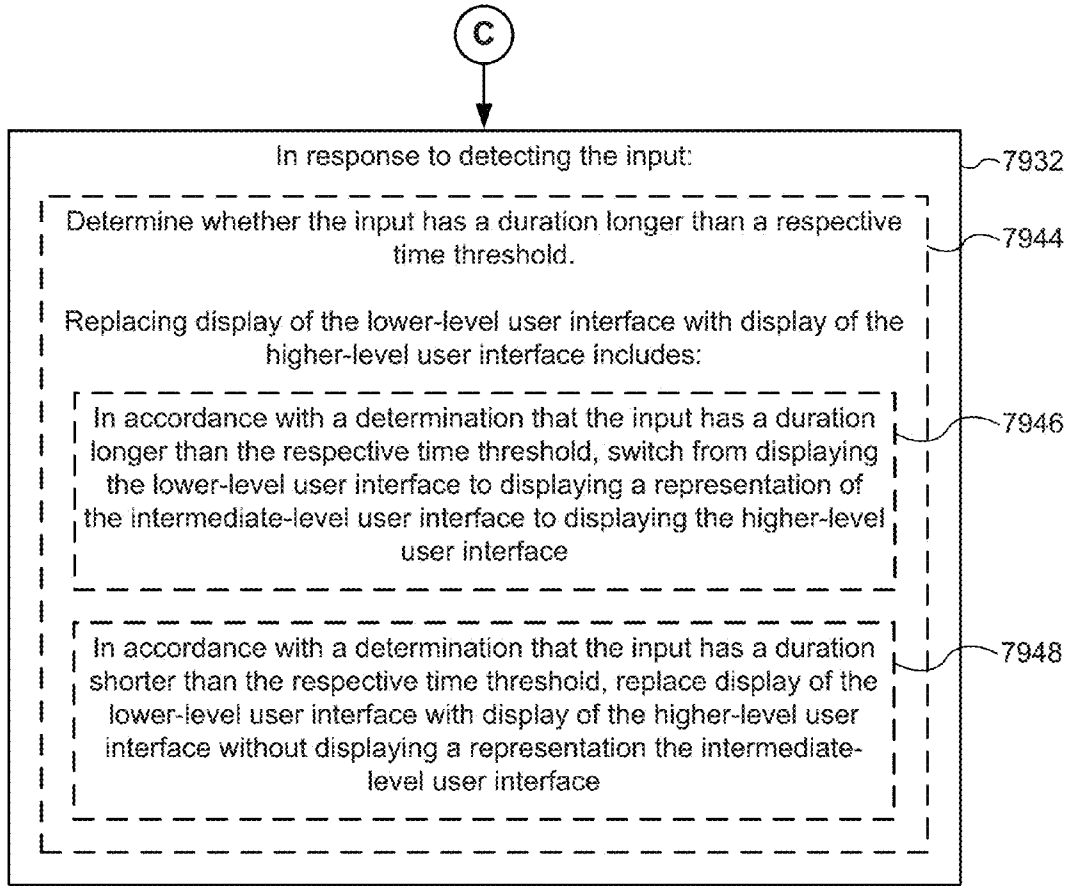 C
In response to detecting the input:
7932
Determine whether the input has a duration longer than a respective
time threshold.
7944
Replacing display of the lower-level user interface with display of the
higher-level user interface includes:
In accordance with a determination that the input has a duration
longer than the respective time threshold, switch from displaying
the lower-level user interface to displaying a representation of
the intermediate-level user interface to displaying the higher-level
user interface
7946
In accordance with a determination that the input has a duration
shorter than the respective time threshold, replace display of the
lower-level user interface with display of the higher-level user
interface without displaying a representation the intermediate-
level user interface
7948